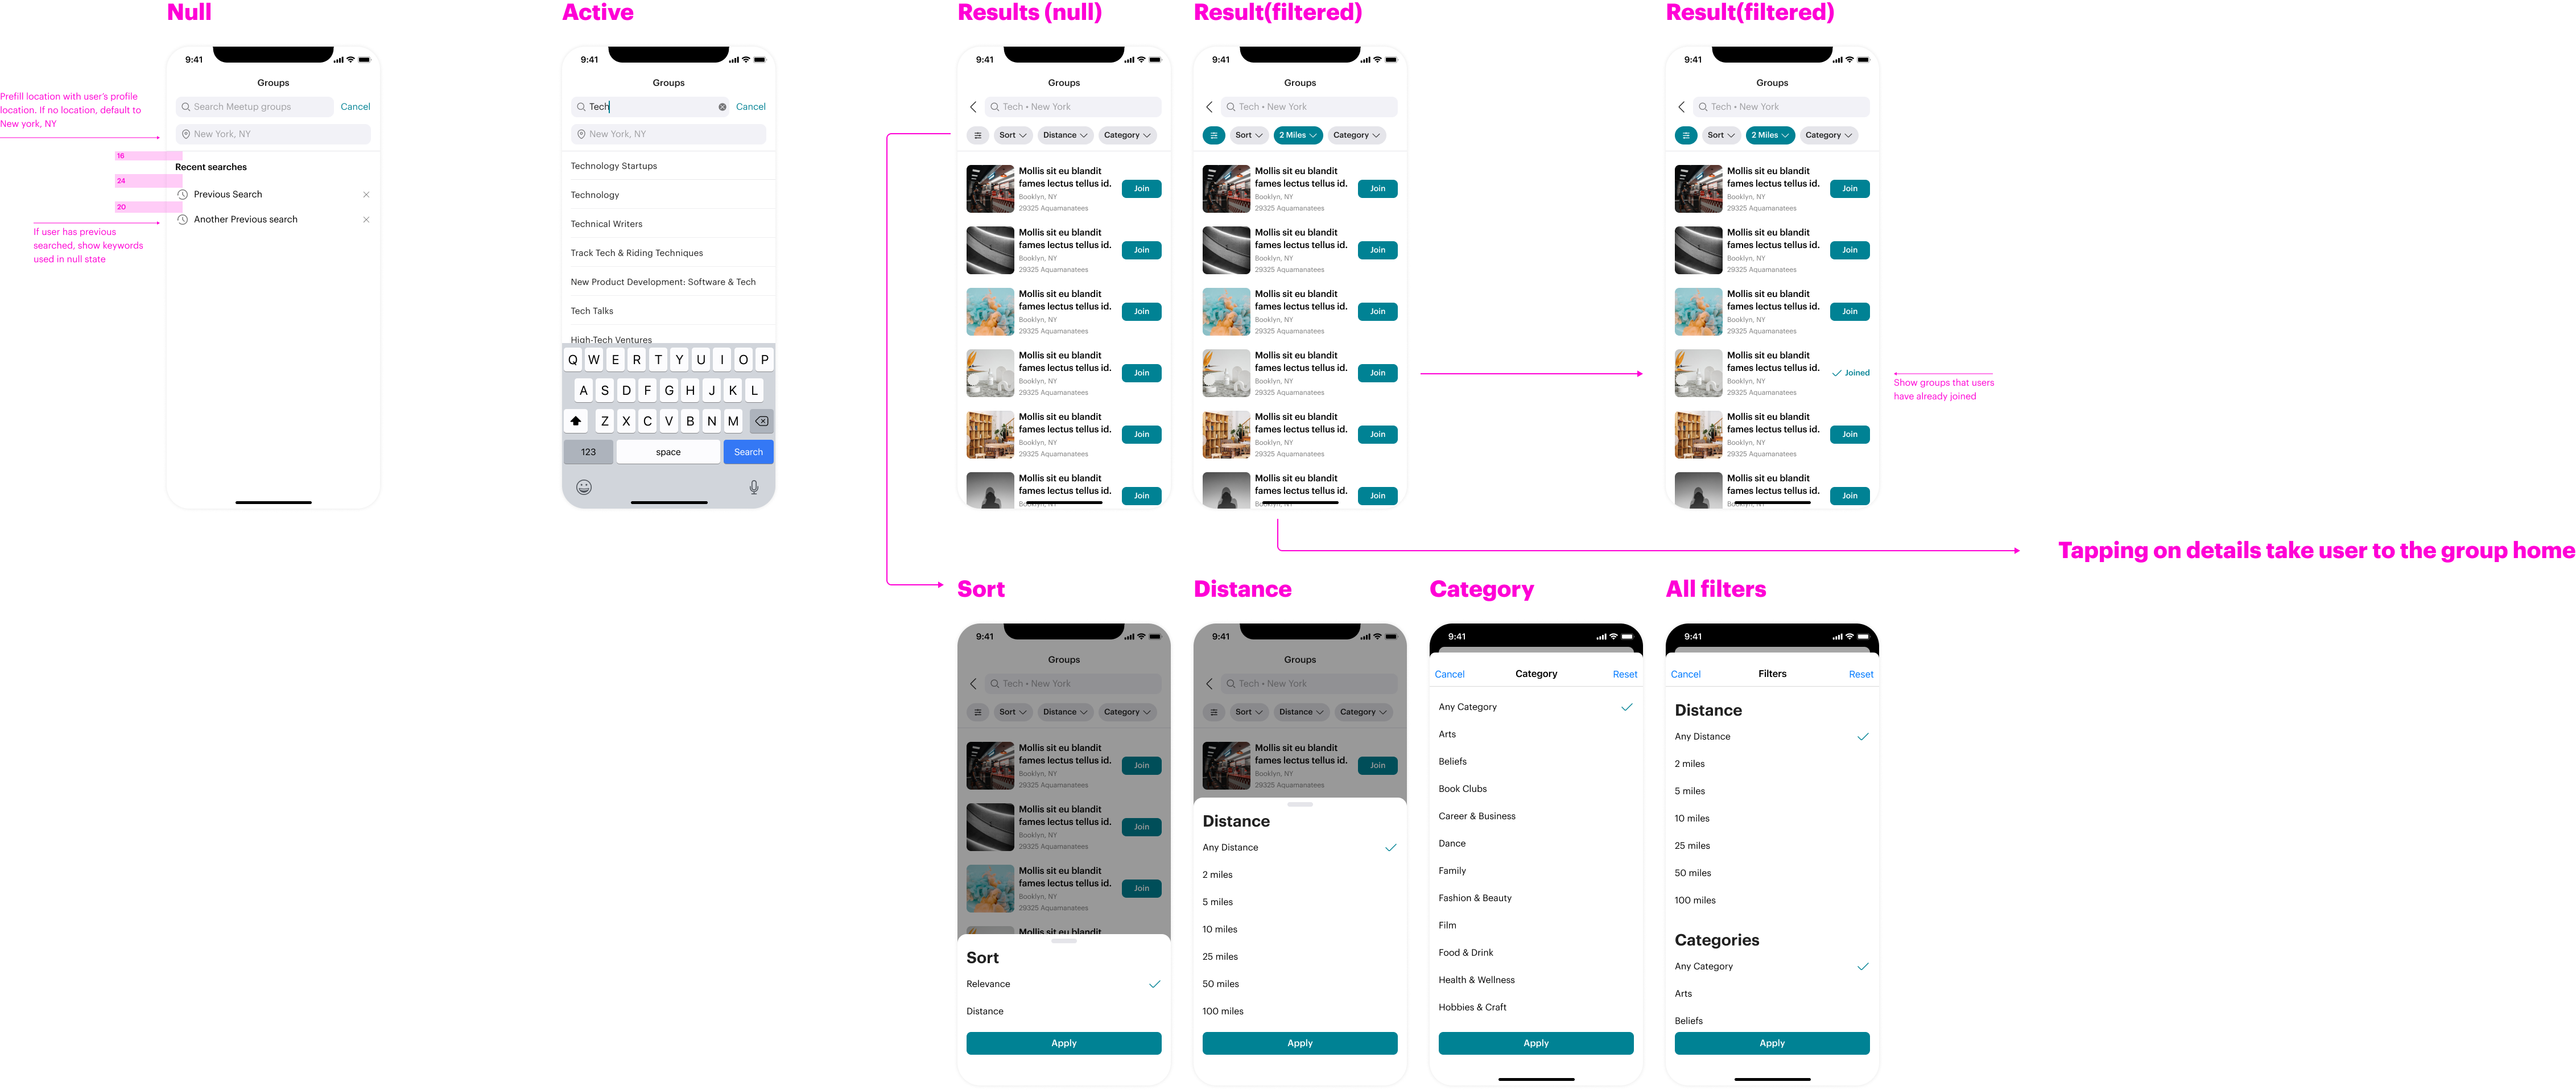 Null
9:41
Groups
Search Meetup groups
Cancel
New York, NY
Recent searches
Previous Search
Another Previous search
Prefill location with user's profile
location. If no location, default to
New york, NY
16
24
20
If user has previous
searched, show keywords
used in null state
Active
9:41
Groups
Tech
Cancel
New York, NY
Technology Startups
Technology
Technical Writers
Track Tech & Riding Techniques
New Product Development: Software & Tech
Tech Talks
High-Tech Ventures
Q W E R T Y U I O P
A S D F G H J K L
Z X C V B N M
123 space Search
Results (null)
9:41
Groups
Tech • New York
Sort Distance Category
Mollis sit eu blandit
fames lectus tellus id.
Booklyn, NY
29325 Aquamanatees
Join
Mollis sit eu blandit
fames lectus tellus id.
Booklyn, NY
29325 Aquamanatees
Join
Mollis sit eu blandit
fames lectus tellus id.
Booklyn, NY
29325 Aquamanatees
Join
Mollis sit eu blandit
fames lectus tellus id.
Booklyn, NY
29325 Aquamanatees
Join
Mollis sit eu blandit
fames lectus tellus id.
Booklyn, NY
29325 Aquamanatees
Join
Mollis sit eu blandit
fames lectus tellus id.
Join
Result(filtered)
9:41
Groups
Tech • New York
Sort 2 Miles Category
Mollis sit eu blandit
fames lectus tellus id.
Booklyn, NY
29325 Aquamanatees
Join
Mollis sit eu blandit
fames lectus tellus id.
Booklyn, NY
29325 Aquamanatees
Join
Mollis sit eu blandit
fames lectus tellus id.
Booklyn, NY
29325 Aquamanatees
Join
Mollis sit eu blandit
fames lectus tellus id.
Booklyn, NY
29325 Aquamanatees
Join
Mollis sit eu blandit
fames lectus tellus id.
Booklyn, NY
29325 Aquamanatees
Join
Mollis sit eu blandit
fames lectus tellus id.
Join
Result(filtered)
9:41
Groups
Tech • New York
Sort 2 Miles Category
Mollis sit eu blandit
fames lectus tellus id.
Booklyn, NY
29325 Aquamanatees
Join
Mollis sit eu blandit
fames lectus tellus id.
Booklyn, NY
29325 Aquamanatees
Join
Mollis sit eu blandit
fames lectus tellus id.
Booklyn, NY
29325 Aquamanatees
Join
Mollis sit eu blandit
fames lectus tellus id.
Booklyn, NY
29325 Aquamanatees
Joined
Mollis sit eu blandit
fames lectus tellus id.
Booklyn, NY
29325 Aquamanatees
Join
Mollis sit eu blandit
fames lectus tellus id.
Join
Show groups that users
have already joined
Tapping on details take user to the group home
Sort
9:41
Groups
Tech • New York
Sort Distance Category
Mollis sit eu blandit
fames lectus tellus id.
Booklyn, NY
29325 Aquamanatees
Join
Mollis sit eu blandit
fames lectus tellus id.
Booklyn, NY
29325 Aquamanatees
Join
Mollis sit eu blandit
fames lectus tellus id.
Booklyn, NY
29325 Aquamanatees
Join
Mollis sit eu blandit
Sort
Relevance
Distance
Apply
Distance
9:41
Groups
Tech • New York
Sort Distance Category
Mollis sit eu blandit
fames lectus tellus id.
Booklyn, NY
29325 Aquamanatees
Join
Distance
Any Distance
2 miles
5 miles
10 miles
25 miles
50 miles
100 miles
Apply
Category
9:41
Cancel Category Reset
Any Category
Arts
Beliefs
Book Clubs
Career & Business
Dance
Family
Fashion & Beauty
Film
Food & Drink
Health & Wellness
Hobbies & Craft
Apply
All filters
9:41
Cancel Filters Reset
Distance
Any Distance
2 miles
5 miles
10 miles
25 miles
50 miles
100 miles
Categories
Any Category
Arts
Beliefs
Apply